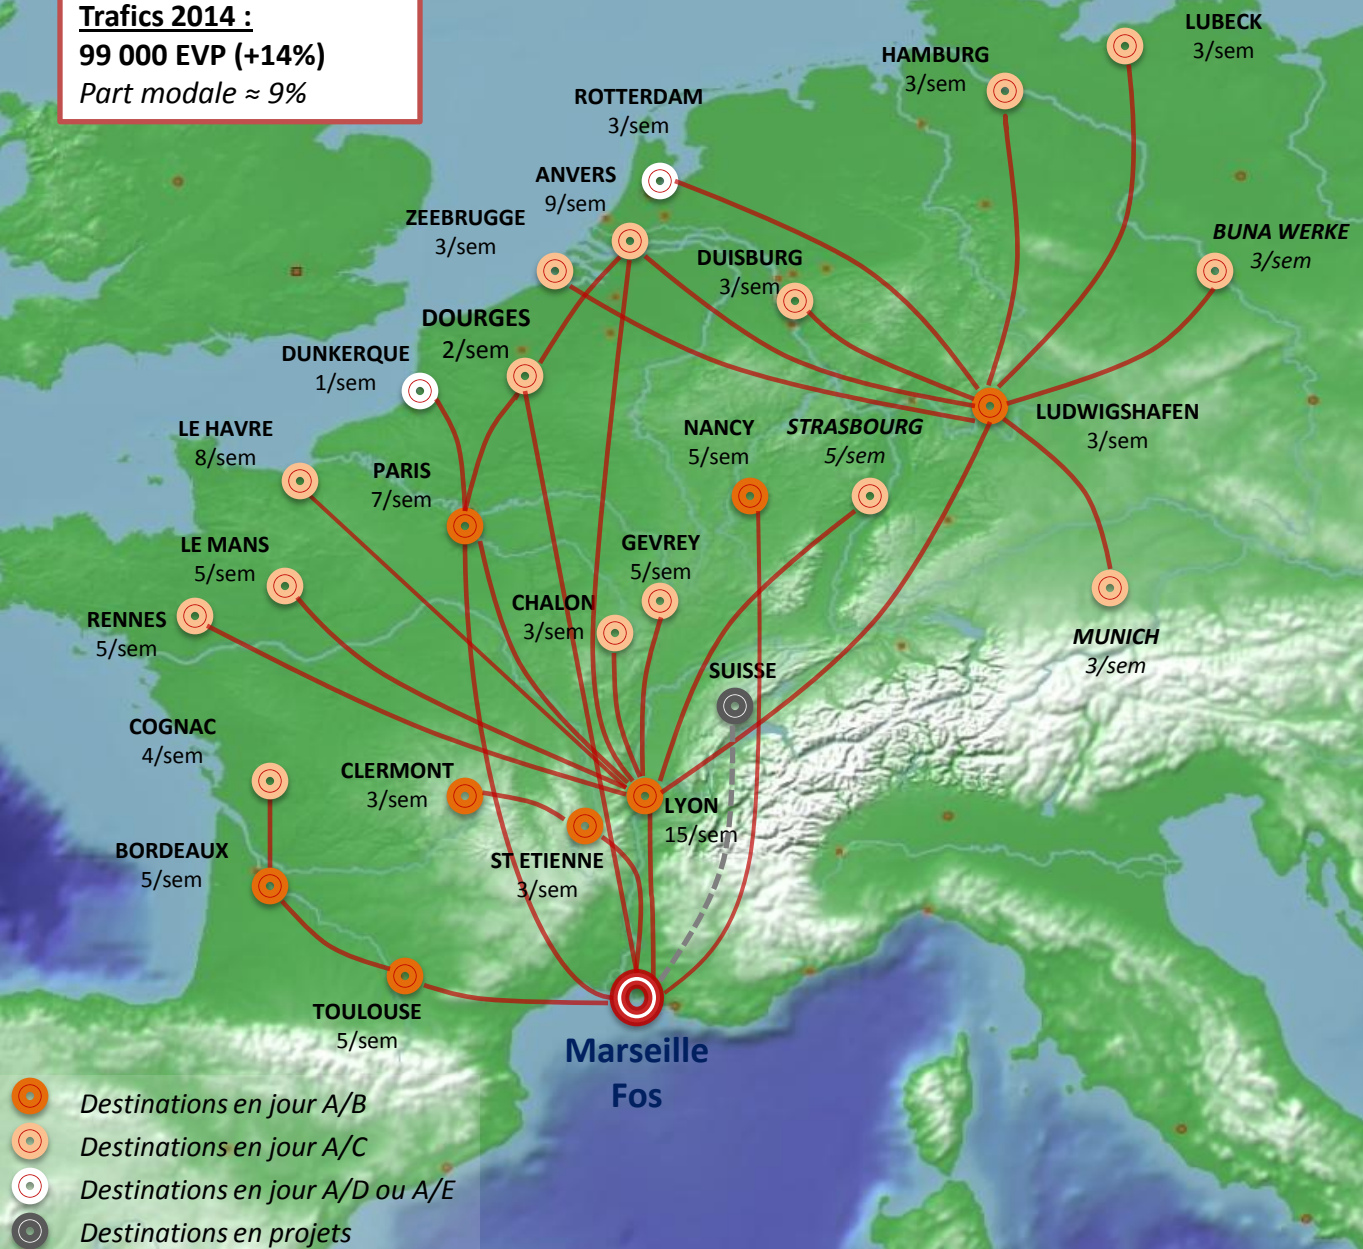 Trafics 2014 :
99 000 EVP (+14%)
Part modale ≈ 9%
LUBECK
3/sem
HAMBURG
3/sem
ROTTERDAM
3/sem
ANVERS
9/sem
ZEEBRUGGE
3/sem
BUNA WERKE
3/sem
DUISBURG
3/sem
DOURGES
2/sem
DUNKERQUE
1/sem
LUDWIGSHAFEN
3/sem
LE HAVRE
8/sem
NANCY
5/sem
STRASBOURG
5/sem
PARIS
7/sem
LE MANS
5/sem
GEVREY
5/sem
CHALON
3/sem
RENNES
5/sem
MUNICH
3/sem
SUISSE
COGNAC
4/sem
CLERMONT
3/sem
LYON
15/sem
BORDEAUX
5/sem
ST ETIENNE
3/sem
TOULOUSE
5/sem
Marseille
Fos
Destinations en jour A/B
Destinations en jour A/C
Destinations en jour A/D ou A/E
Destinations en projets